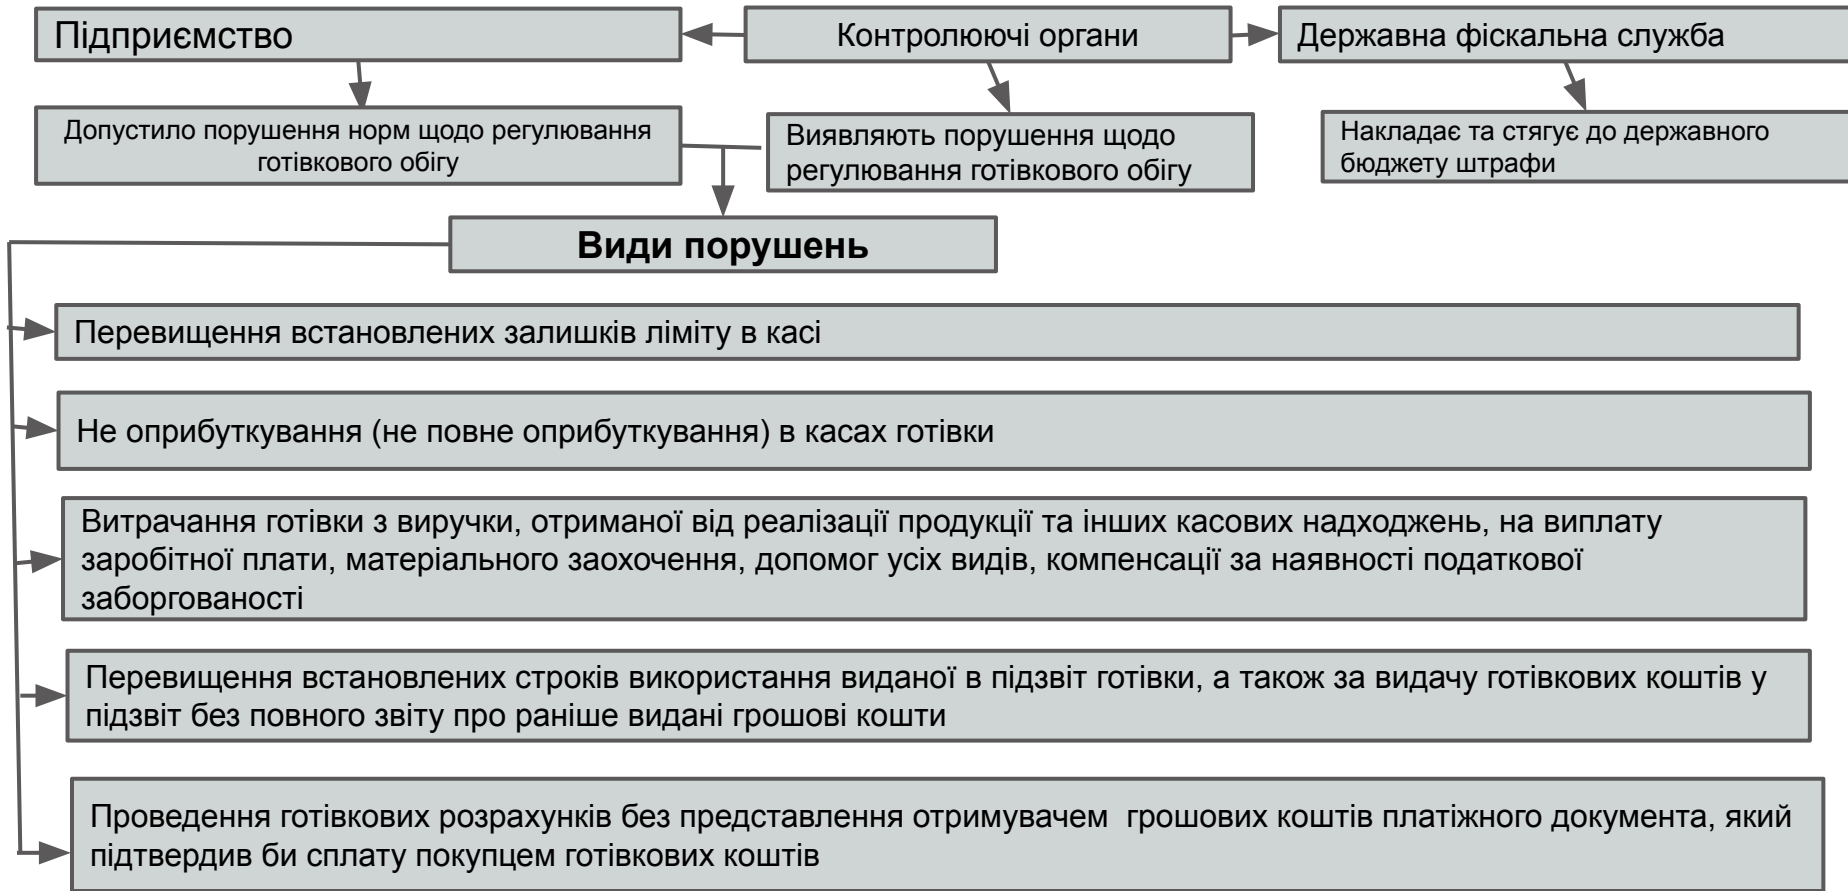 Підприємство
Контролюючі органи
Державна фіскальна служба
Допустило порушення норм щодо регулювання
готівкового обігу
Виявляють порушення щодо
регулювання готівкового обігу
Накладає та стягує до державного
бюджету штрафи
Види порушень
Перевищення встановлених залишків ліміту в касі
Не оприбуткування (не повне оприбуткування) в касах готівки
Витрачання готівки з виручки, отриманої від реалізації продукції та інших касових надходжень, на виплату
заробітної плати, матеріального заохочення, допомог усіх видів, компенсації за наявності податкової
заборгованості
Перевищення встановлених строків використання виданої в підзвіт готівки, а також за видачу готівкових коштів у
підзвіт без повного звіту про раніше видані грошові кошти
Проведення готівкових розрахунків без представлення отримувачем  грошових коштів платіжного документа, який
підтвердив би сплату покупцем готівкових коштів